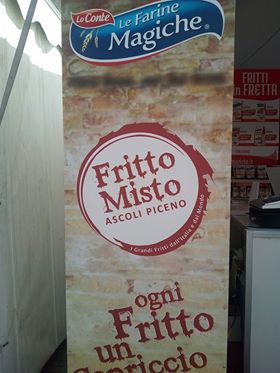 Lo Conte
Le Farine
Magiche®
FRITTI
in FRETTA
Fritto
Misto
ASCOLI PICENO
I Grandi Fritti dall'Italia e dal Mondo
ogni
Fritto
un
Capriccio